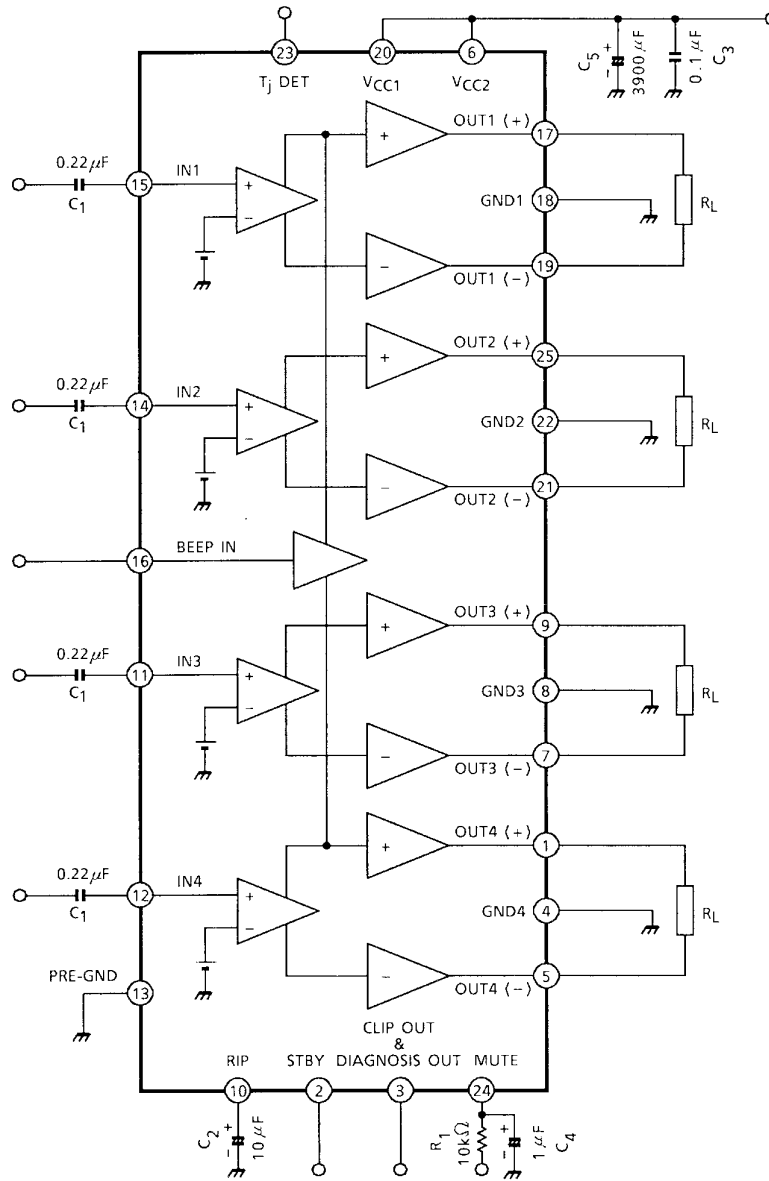 23 20 6
Tj DET VCC1 VCC2
C5 + - 3900 μF
0.1 μF C3
OUT1 (+) 17
+
0.22μF
C1
15 IN1
+
-
GND1 18
RL
-
OUT1 (-) 19
OUT2 (+) 25
+
0.22μF
C1
14 IN2
+
-
GND2 22
RL
-
OUT2 (-) 21
16 BEEP IN
OUT3 (+) 9
+
0.22μF
C1
11 IN3
+
-
GND3 8
RL
-
OUT3 (-) 7
OUT4 (+) 1
+
0.22μF
C1
12 IN4
+
-
GND4 4
RL
-
OUT4 (-) 5
PRE-GND
13
CLIP OUT
&
RIP STBY DIAGNOSIS OUT MUTE
10 2 3 24
C2 + - 10 μF
R1 10kΩ
+ - 1 μF C4